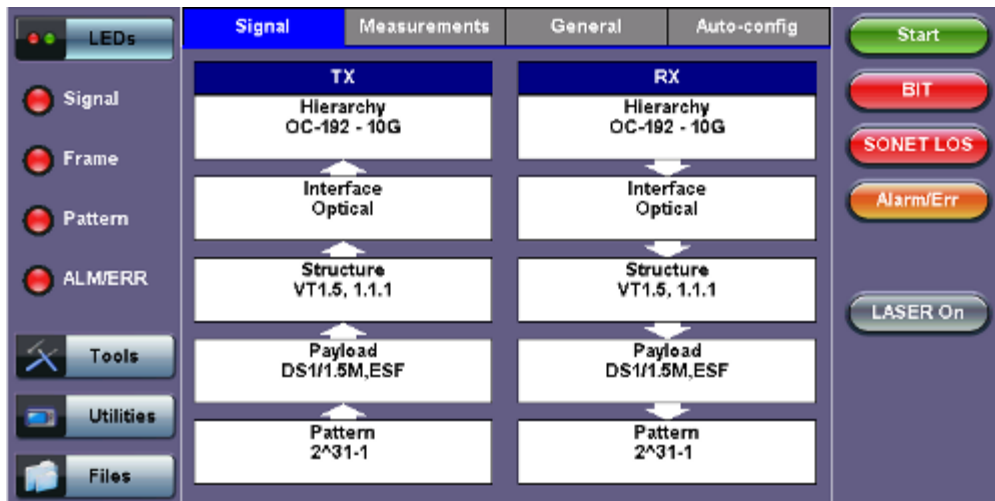 LEDs
Signal
Frame
Pattern
ALM/ERR
Tools
Utilities
Files
Signal Measurements General Auto-config
TX
Hierarchy
OC-192 - 10G
Interface
Optical
Structure
VT1.5, 1.1.1
Payload
DS1/1.5M,ESF
Pattern
2^31-1
RX
Hierarchy
OC-192 - 10G
Interface
Optical
Structure
VT1.5, 1.1.1
Payload
DS1/1.5M,ESF
Pattern
2^31-1
Start
BIT
SONET LOS
Alarm/Err
LASER On